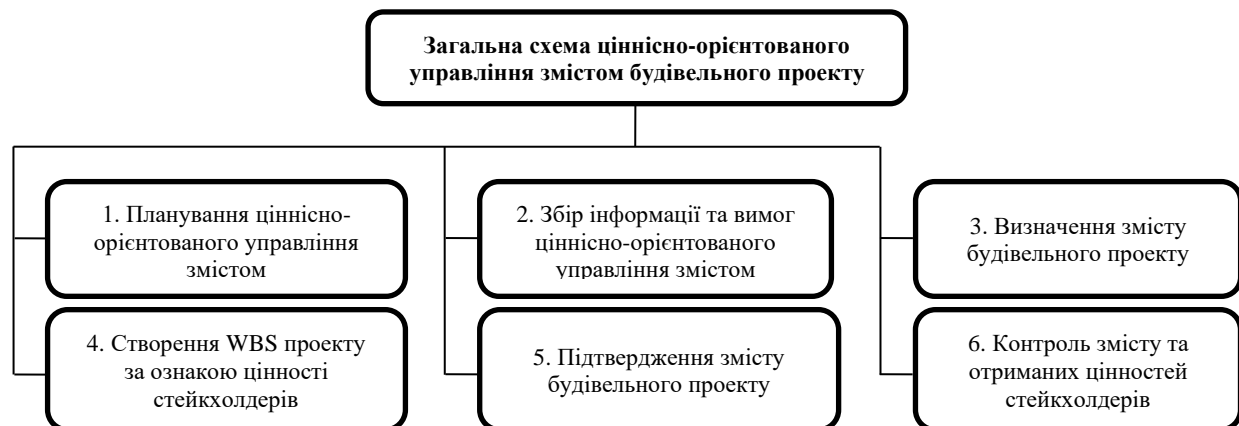 Загальна схема ціннісно-орієнтованого
управління змістом будівельного проекту
1. Планування ціннісно-
орієнтованого управління
змістом
2. Збір інформації та вимог
ціннісно-орієнтованого
управління змістом
3. Визначення змісту
будівельного проекту
4. Створення WBS проекту
за ознакою цінності
стейкхолдерів
5. Підтвердження змісту
будівельного проекту
6. Контроль змісту та
отриманих цінностей
стейкхолдерів